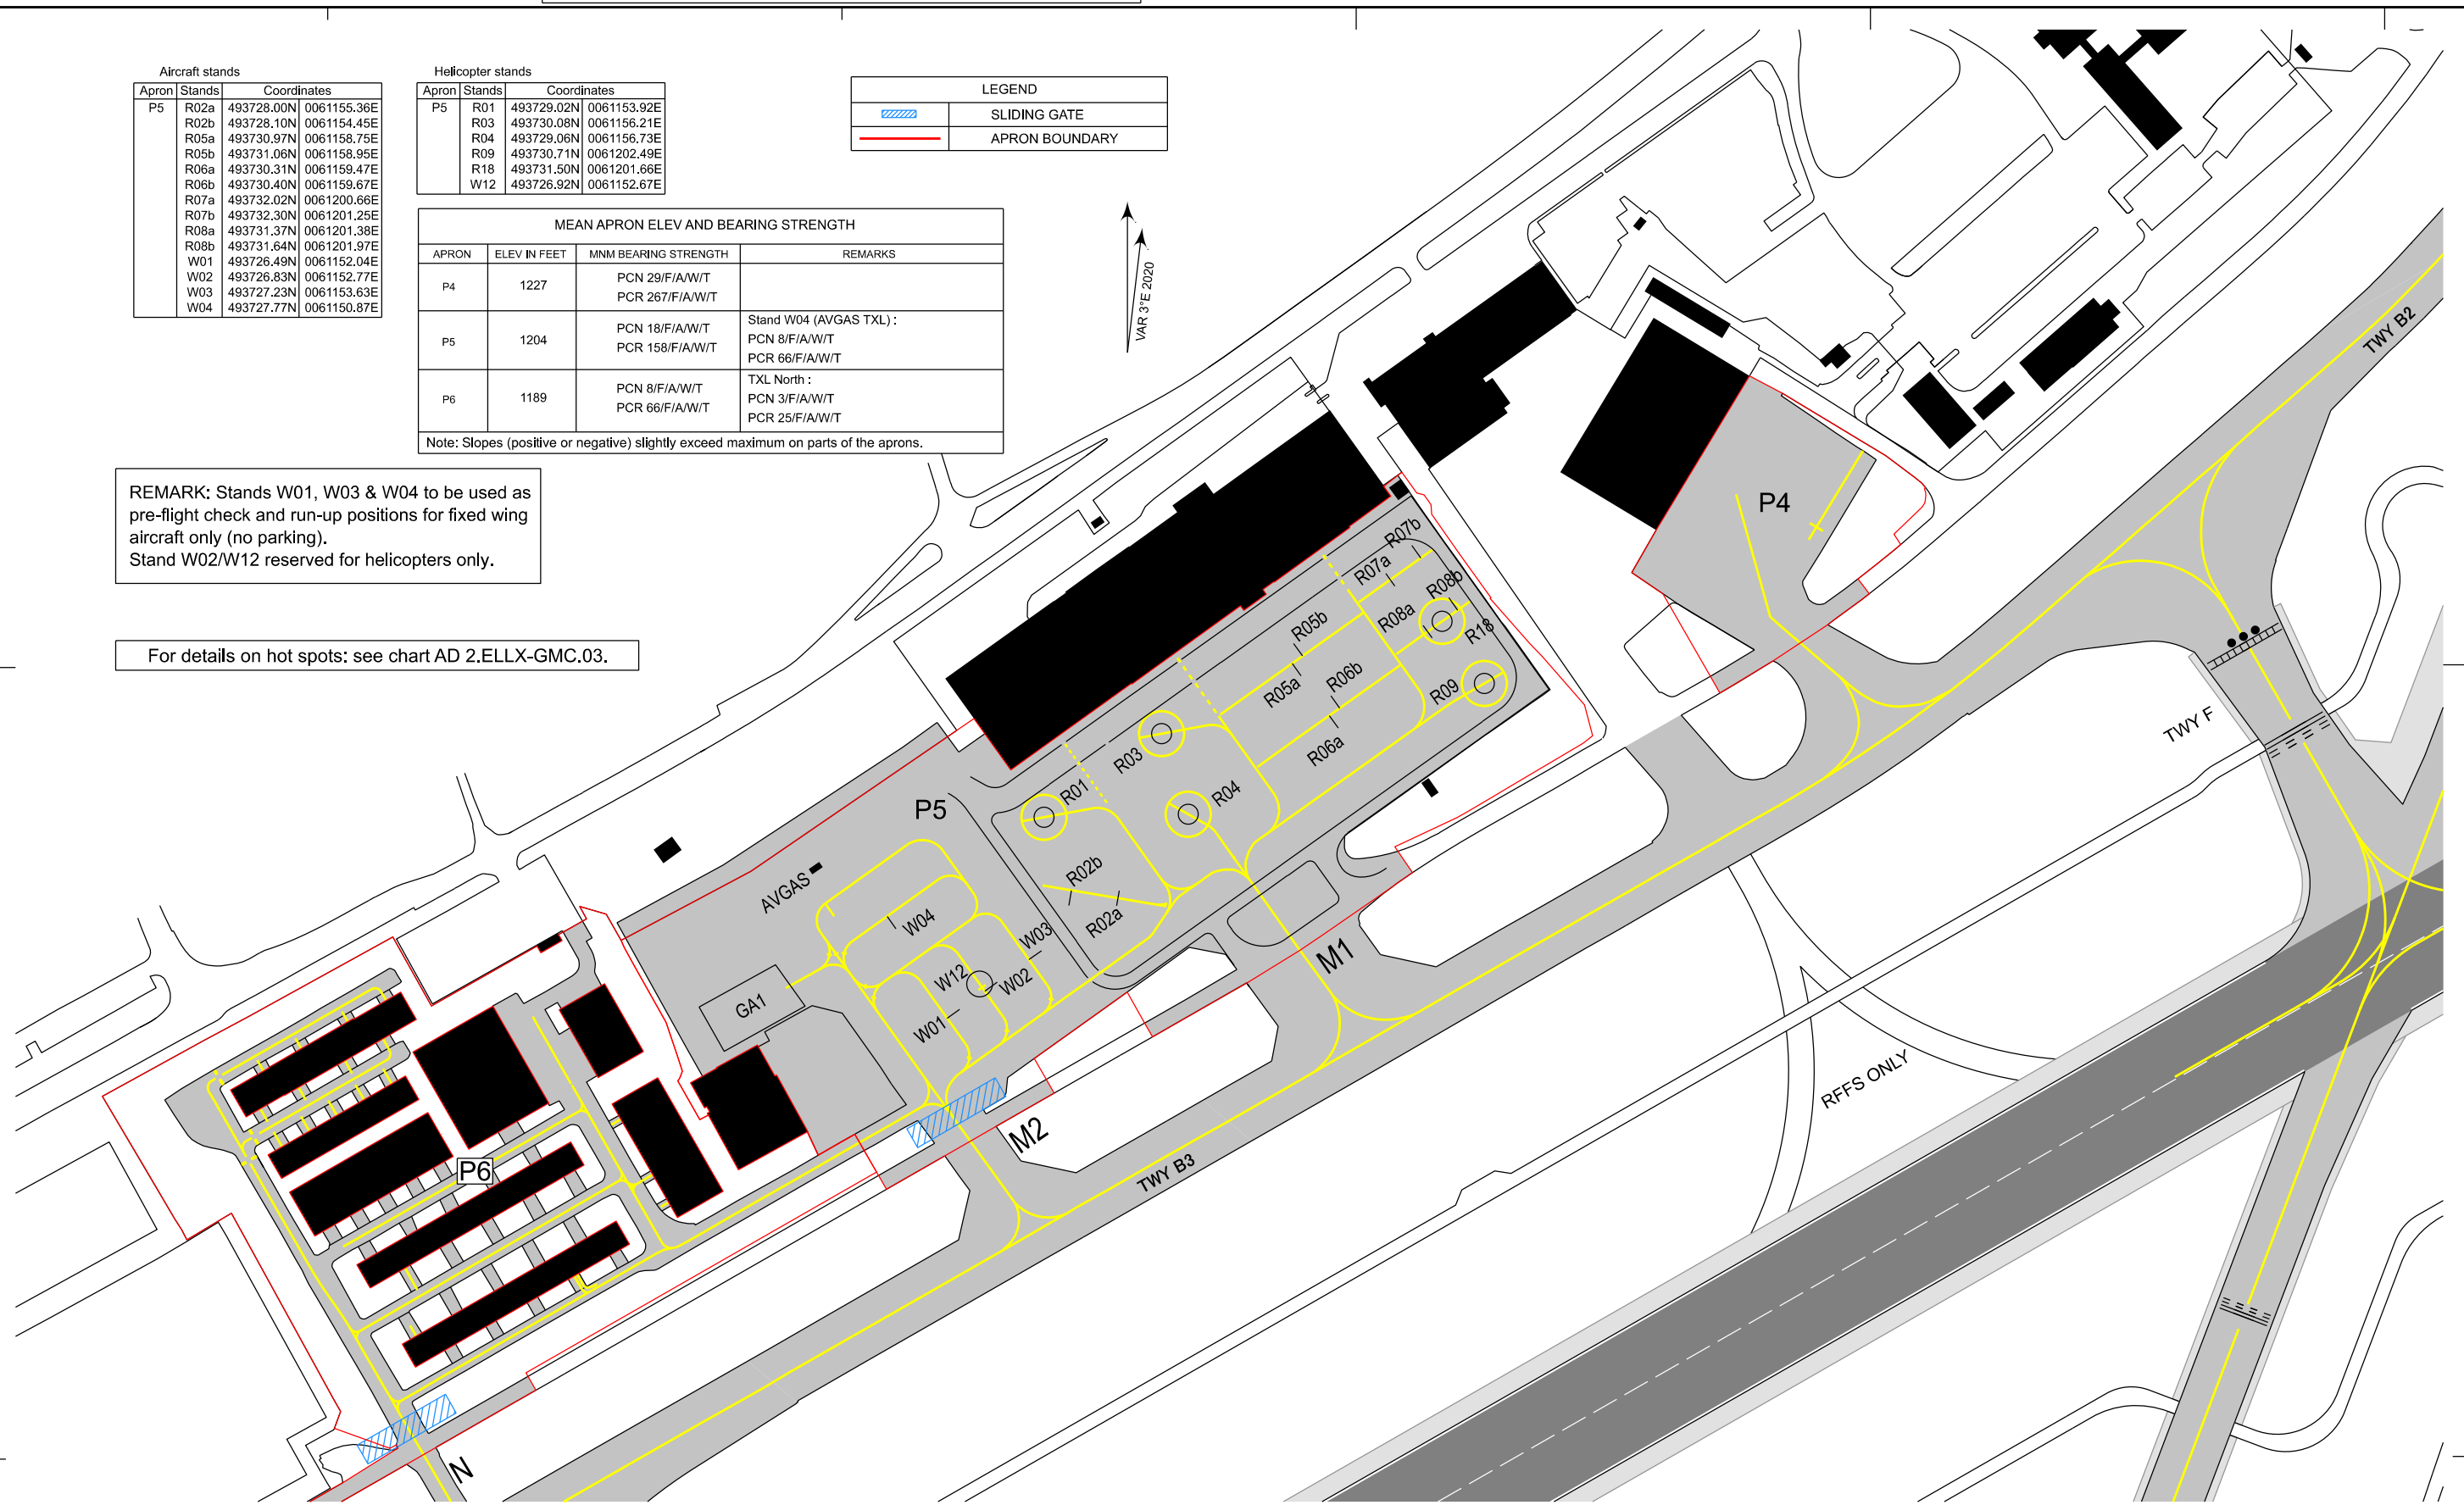 Aircraft stands
Apron Stands Coordinates
P5 R02a 493728.00N 0061155.36E
R02b 493728.10N 0061154.45E
R05a 493730.97N 0061158.75E
R05b 493731.06N 0061158.95E
R06a 493730.31N 0061159.47E
R06b 493730.40N 0061159.67E
R07a 493732.02N 0061200.66E
R07b 493732.30N 0061201.25E
R08a 493731.37N 0061201.38E
R08b 493731.64N 0061201.97E
W01 493726.49N 0061152.04E
W02 493726.83N 0061152.77E
W03 493727.23N 0061153.63E
W04 493727.77N 0061150.87E
Helicopter stands
Apron Stands Coordinates
P5 R01 493729.02N 0061153.92E
R03 493730.08N 0061156.21E
R04 493729.06N 0061156.73E
R09 493730.71N 0061202.49E
R18 493731.50N 0061201.66E
W12 493726.92N 0061152.67E
LEGEND
SLIDING GATE
APRON BOUNDARY
MEAN APRON ELEV AND BEARING STRENGTH
APRON ELEV IN FEET MNM BEARING STRENGTH REMARKS
P4 1227 PCN 29/F/A/W/T
PCR 267/F/A/W/T
P5 1204 PCN 18/F/A/W/T
PCR 158/F/A/W/T
Stand W04 (AVGAS TXL) :
PCN 8/F/A/W/T
PCR 66/F/A/W/T
P6 1189 PCN 8/F/A/W/T
PCR 66/F/A/W/T
TXL North :
PCN 3/F/A/W/T
PCR 25/F/A/W/T
Note: Slopes (positive or negative) slightly exceed maximum on parts of the aprons.
VAR 3°E 2020
REMARK: Stands W01, W03 & W04 to be used as
pre-flight check and run-up positions for fixed wing
aircraft only (no parking).
Stand W02/W12 reserved for helicopters only.
For details on hot spots: see chart AD 2.ELLX-GMC.03.
TWY B2
P4
R07b
R07a
R08b
R08a
R18
R05b
R05a
R06b
R06a
R09
R03
R01
R04
P5
R02b
R02a
AVGAS
W04
W03
W12
W02
W01
GA1
M1
M2
TWY F
RFFS ONLY
TWY B3
P6
N